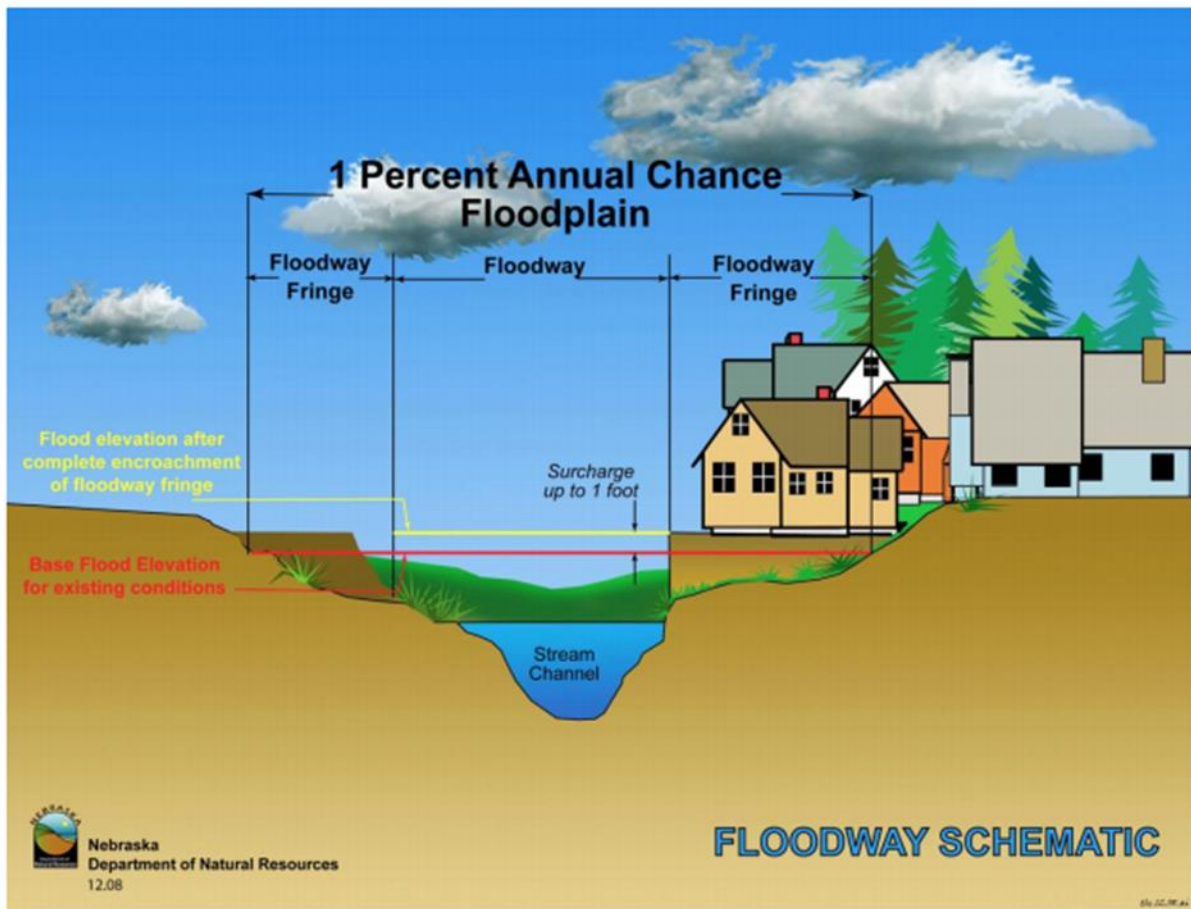 1 Percent Annual Chance
Floodplain
Floodway
Fringe
Floodway
Floodway
Fringe
Flood elevation after
complete encroachment
of floodway fringe
Surcharge
up to 1 foot
Base Flood Elevation
for existing conditions
Stream
Channel
NEBRASKA
Nebraska
Department of Natural Resources
12.08
FLOODWAY SCHEMATIC